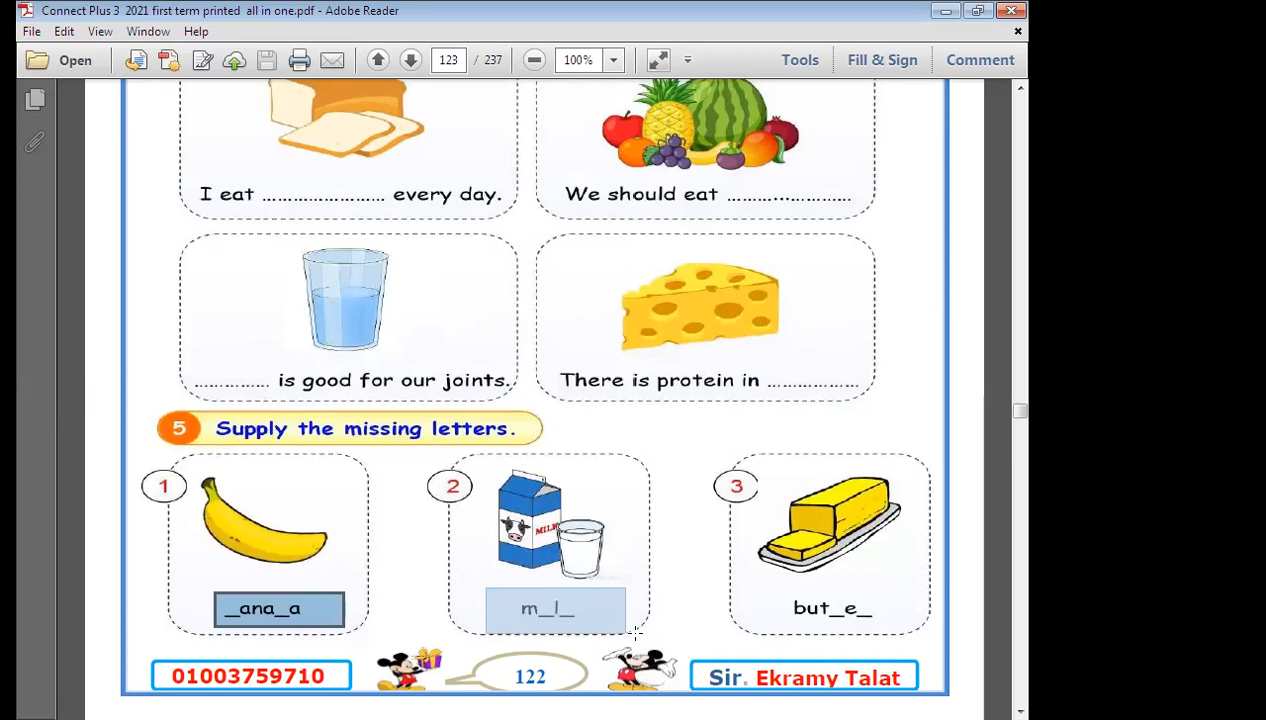 Connect Plus 3 2021 first term printed all in one.pdf - Adobe Reader
File Edit View Window Help
Open 123 / 237 100% Tools Fill & Sign Comment
I eat ........................ every day.
We should eat ........................
.............. is good for our joints.
There is protein in ..................
5 Supply the missing letters.
1 2 3
MILK
_ana_a m_l_ but_e_
01003759710 122 Sir. Ekramy Talat